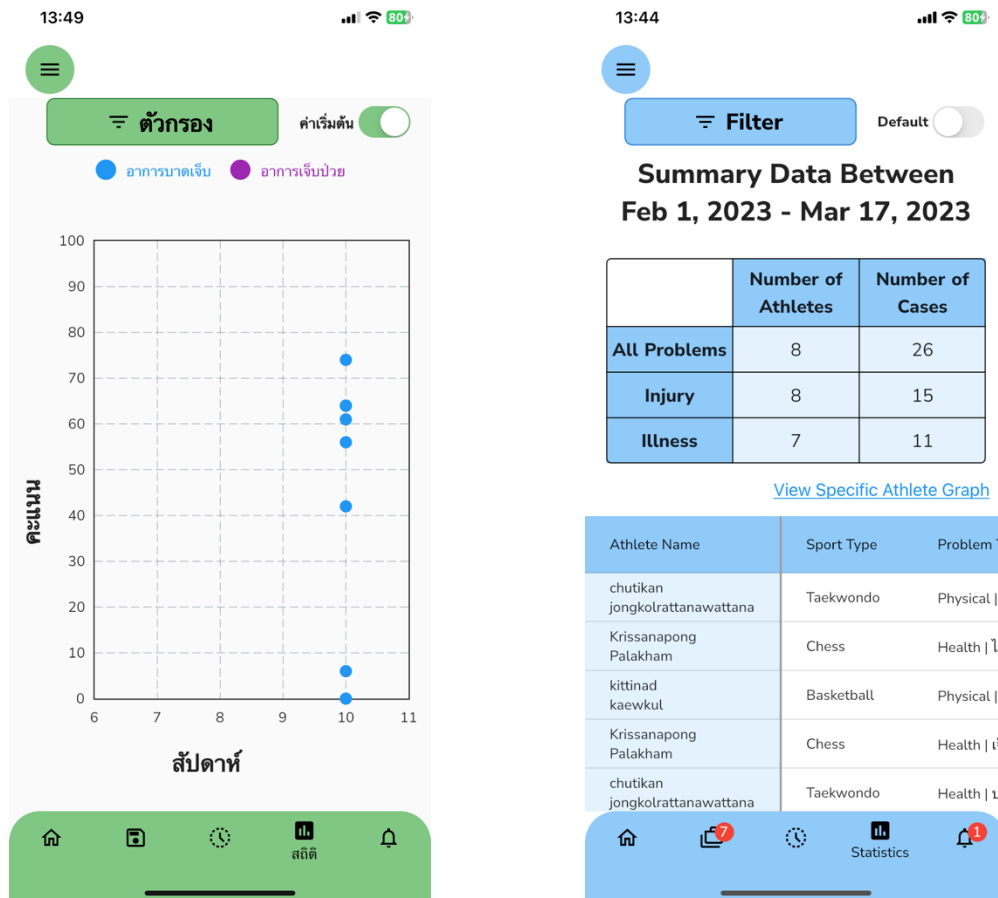 13:49
80
ตัวกรอง
ค่าเริ่มต้น
อาการบาดเจ็บ
อาการเจ็บป่วย
100
90
80
70
60
50
40
30
20
10
0
คะแนน
6 7 8 9 10 11
สัปดาห์
สถิติ
13:44
80
Filter
Default
Summary Data Between
Feb 1, 2023 - Mar 17, 2023
Number of Athletes
Number of Cases
All Problems 8 26
Injury 8 15
Illness 7 11
View Specific Athlete Graph
Athlete Name Sport Type Problem
chutikan
jongkolrattanawattana
Taekwondo Physical |
Krissanapong
Palakham
Chess Health |
kittinad
kaewkul
Basketball Physical |
Krissanapong
Palakham
Chess Health |
chutikan
jongkolrattanawattana
Taekwondo Health |
7
Statistics
1